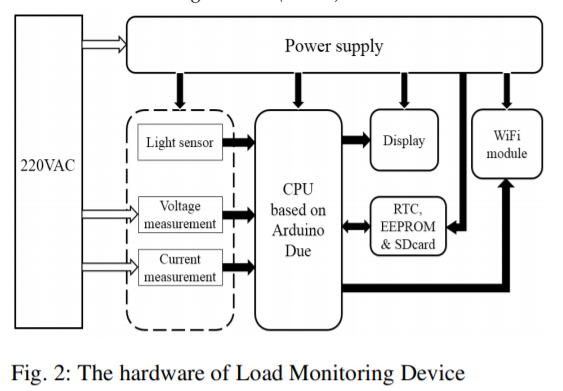 Power supply
220VAC
Light sensor
Voltage
measurement
Current
measurement
CPU
based on
Arduino
Due
Display
RTC,
EEPROM
& SDcard
WiFi
module
Fig. 2: The hardware of Load Monitoring Device